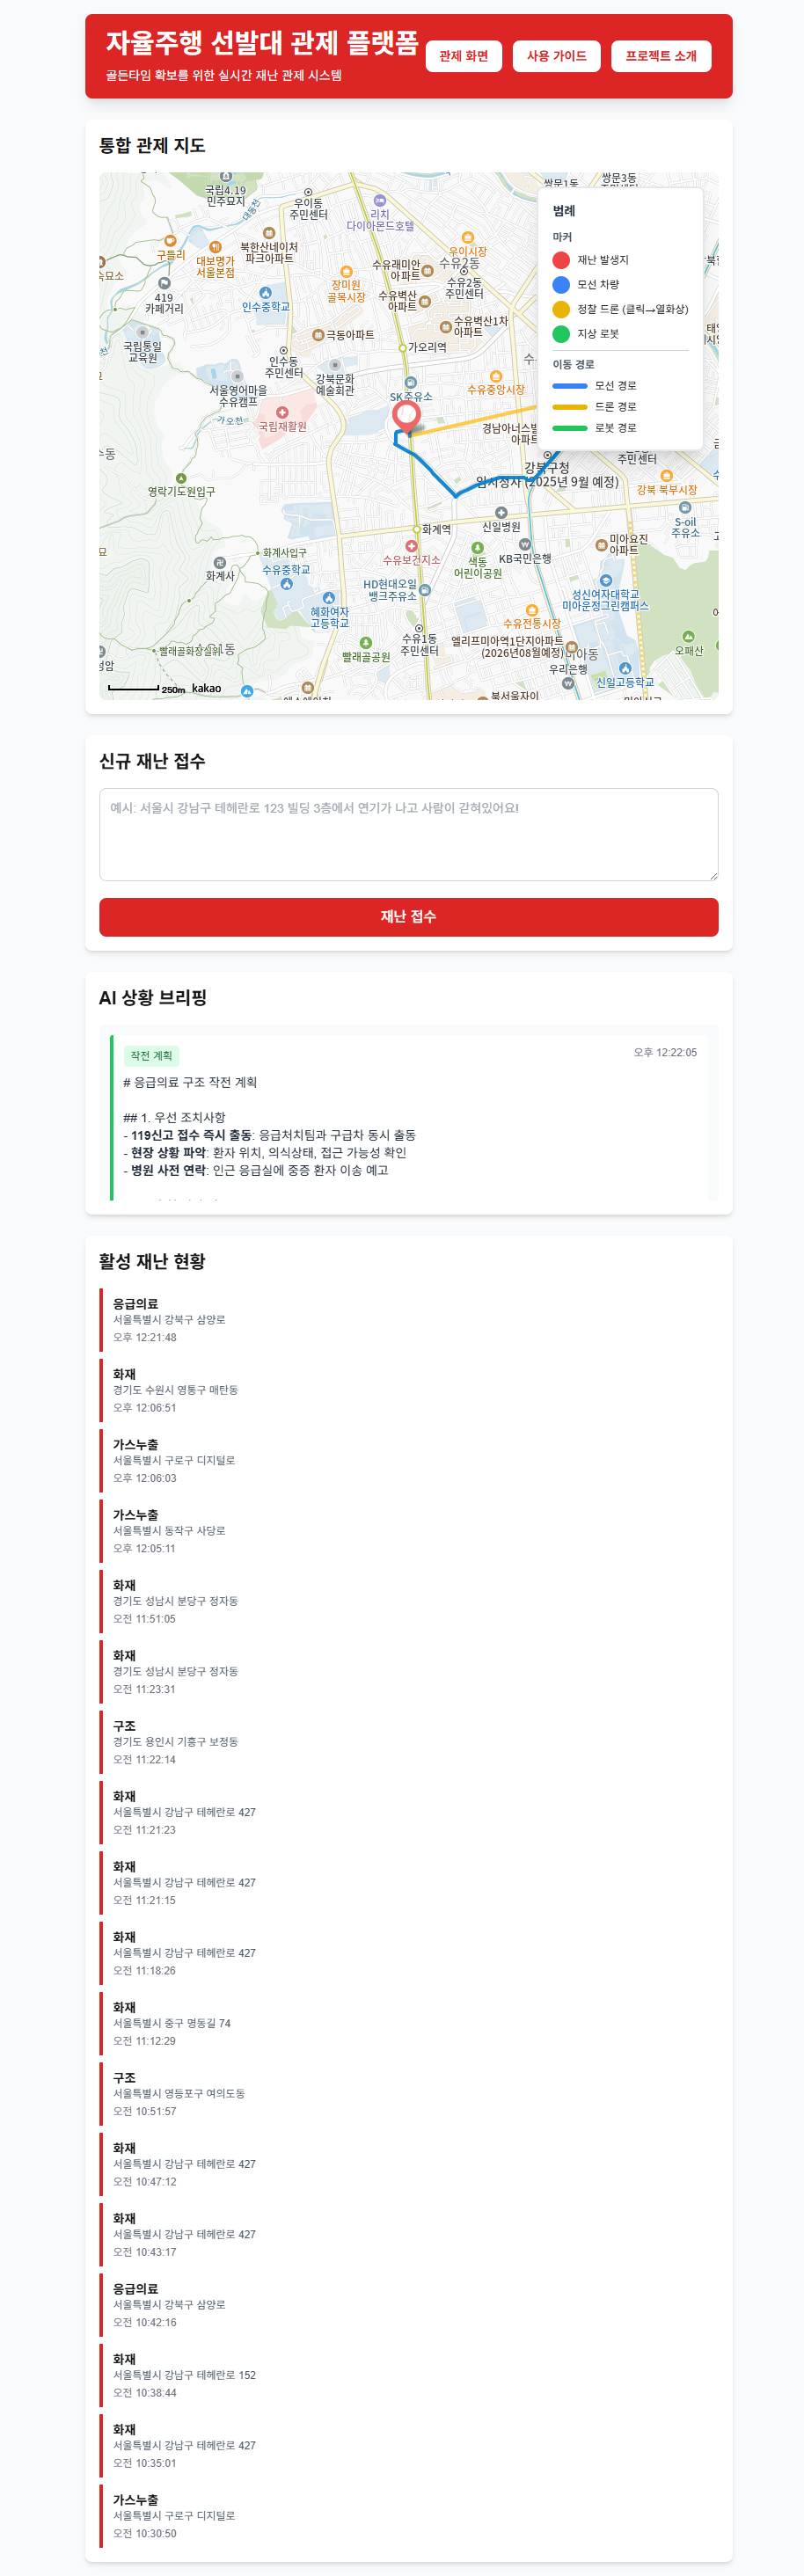 자율주행 선발대 관제 플랫폼
골든타임 확보를 위한 실시간 재난 관제 시스템
관제 화면
사용 가이드
프로젝트 소개
통합 관제 지도
국립4.19
민주묘지
대동천
우이동
주민센터
리치
다이아몬드호텔
쌍문1동
쌍문3동
구플리
대보명가
서울본점
북한산네이처
파크아파트
우이시장
수유2동
수유래미안
아파트
수유2동
주민센터
숙묘소
419
카페거리
인수중학교
장미원
골목시장
수유벽산
아파트
극동아파트
수유벽산1차
아파트
가오리역
국립통일
교육원
인수동
주민센터
강북문화
예술회관
서울영어마을
수유캠프
SK주유소
수유중앙시장
가오천
국립재활원
경남아너스빌
아파트
강북구청
임시청사 (2025년 9월 예정)
주민센터
영락기도원입구
강북 북부시장
S-oil
주유소
화계역
신일병원
미아요진
아파트
화계사입구
화계사
수유중학교
수유보건지소
색동
어린이공원
KB국민은행
HD현대오일
뱅크주유소
성신여자대학교
미아운정그린캠퍼스
혜화여자
고등학교
수유전통시장
수유1동
주민센터
엘리프미아역1단지아파트
(2026년08월예정)
미아동
오패산
빨래골공원
우리은행
신일고등학교
북서울자이
250m kakao
범례
마커
재난 발생지
모선 차량
정찰 드론 (클릭→열화상)
지상 로봇
이동 경로
모선 경로
드론 경로
로봇 경로
신규 재난 접수
예시: 서울시 강남구 테헤란로 123 빌딩 3층에서 연기가 나고 사람이 갇혀있어요!
재난 접수
AI 상황 브리핑
작전 계획
오후 12:22:05
# 응급의료 구조 작전 계획
## 1. 우선 조치사항
- 119신고 접수 즉시 출동: 응급처치팀과 구급차 동시 출동
- 현장 상황 파악: 환자 위치, 의식상태, 접근 가능성 확인
- 병원 사전 연락: 인근 응급실에 중증 환자 이송 예고
활성 재난 현황
응급의료
서울특별시 강북구 삼양로
오후 12:21:48
화재
경기도 수원시 영통구 매탄동
오후 12:06:51
가스누출
서울특별시 구로구 디지털로
오후 12:06:03
가스누출
서울특별시 동작구 사당로
오후 12:05:11
화재
경기도 성남시 분당구 정자동
오전 11:51:05
화재
경기도 성남시 분당구 정자동
오전 11:23:31
구조
경기도 용인시 기흥구 보정동
오전 11:22:14
화재
서울특별시 강남구 테헤란로 427
오전 11:21:23
화재
서울특별시 강남구 테헤란로 427
오전 11:21:15
화재
서울특별시 강남구 테헤란로 427
오전 11:18:26
화재
서울특별시 중구 명동길 74
오전 11:12:29
구조
서울특별시 영등포구 여의도동
오전 10:51:57
화재
서울특별시 강남구 테헤란로 427
오전 10:47:12
화재
서울특별시 강남구 테헤란로 427
오전 10:43:17
응급의료
서울특별시 강북구 삼양로
오전 10:42:16
화재
서울특별시 강남구 테헤란로 152
오전 10:38:44
화재
서울특별시 강남구 테헤란로 427
오전 10:35:01
가스누출
서울특별시 구로구 디지털로
오전 10:30:50